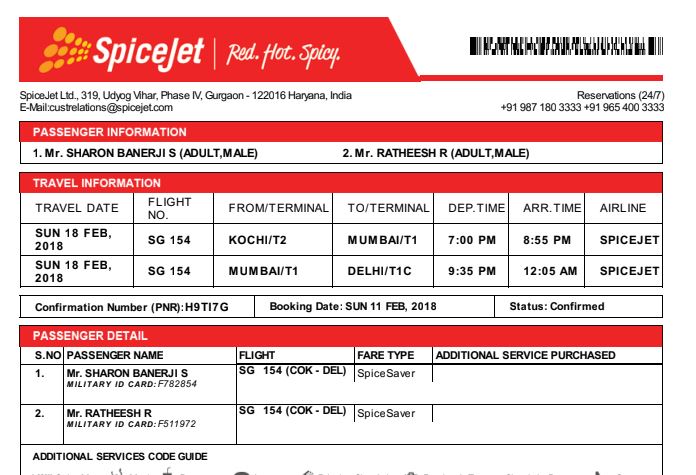 SpiceJet Red. Hot. Spicy.
SpiceJet Ltd., 319, Udyog Vihar, Phase IV, Gurgaon - 122016 Haryana, India
Reservations (24/7)
E-Mail:custrelations@spicejet.com
+91 987 180 3333 +91 965 400 3333
PASSENGER INFORMATION
1. Mr. SHARON BANERJI S (ADULT,MALE) 2. Mr. RATHEESH R (ADULT,MALE)
TRAVEL INFORMATION
TRAVEL DATE FLIGHT NO. FROM/TERMINAL TO/TERMINAL DEP.TIME ARR.TIME AIRLINE
SUN 18 FEB, 2018 SG 154 KOCHI/T2 MUMBAI/T1 7:00 PM 8:55 PM SPICEJET
SUN 18 FEB, 2018 SG 154 MUMBAI/T1 DELHI/T1C 9:35 PM 12:05 AM SPICEJET
Confirmation Number (PNR):H9TI7G Booking Date: SUN 11 FEB, 2018 Status: Confirmed
PASSENGER DETAIL
S.NO PASSENGER NAME FLIGHT FARE TYPE ADDITIONAL SERVICE PURCHASED
1. Mr. SHARON BANERJI S SG 154 (COK - DEL) SpiceSaver
MILITARY ID CARD:F782854
2. Mr. RATHEESH R SG 154 (COK - DEL) SpiceSaver
MILITARY ID CARD:F511972
ADDITIONAL SERVICES CODE GUIDE